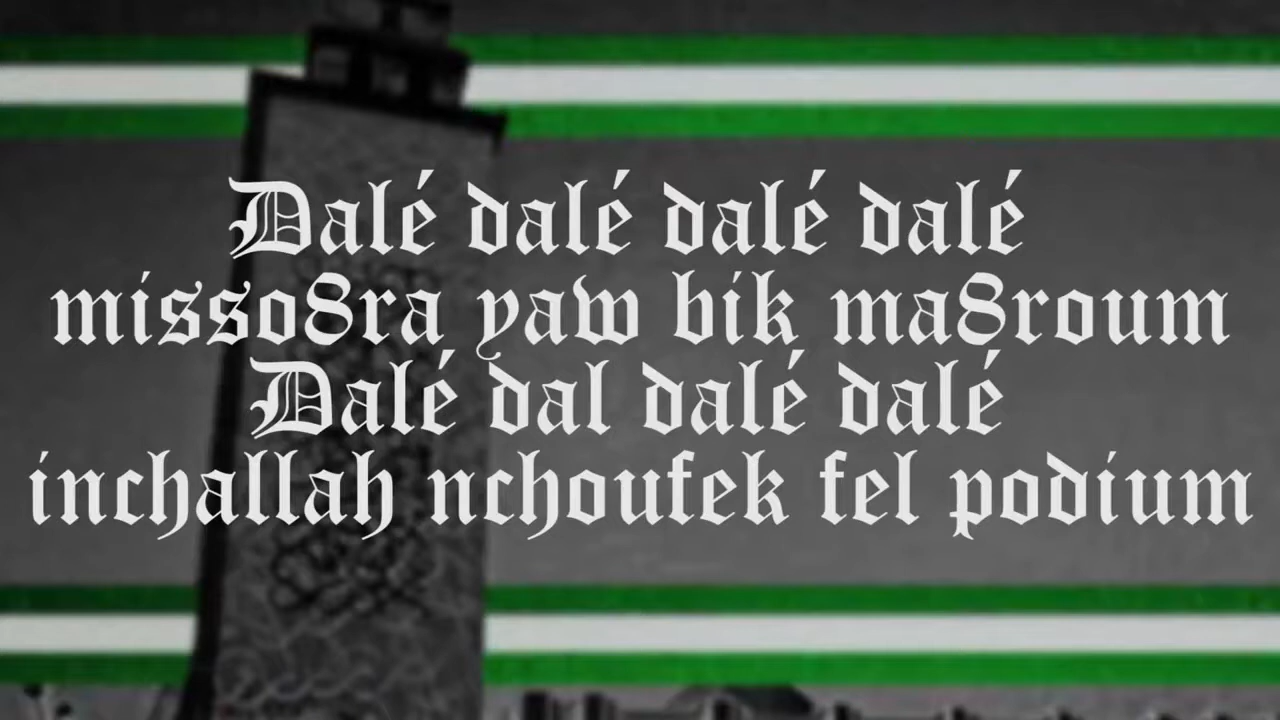 Dalé dalé dalé dalé
misso8ra yaw bik ma8roum
Dalé dal dalé dalé
inchallah nchoufek fel podium